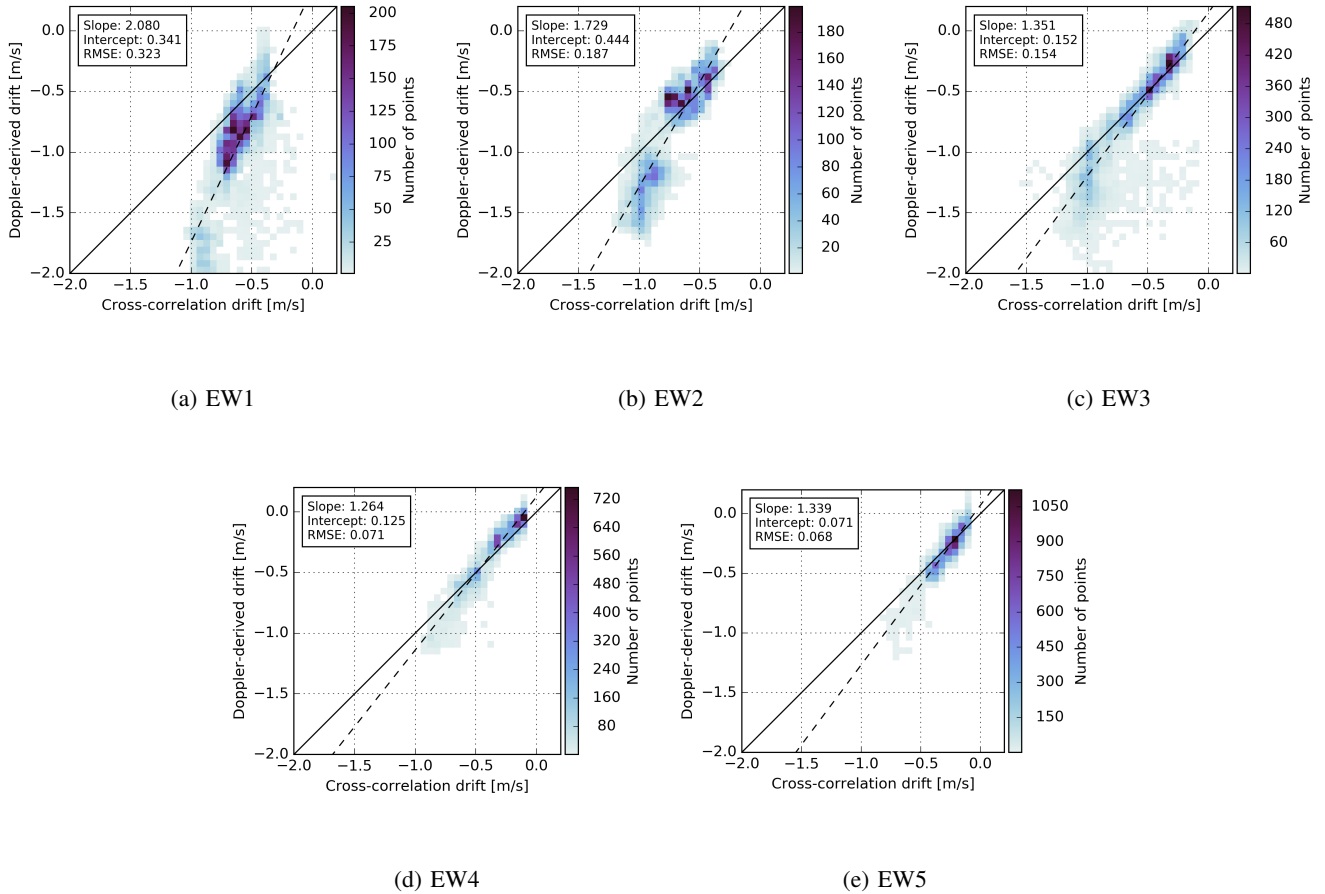 Slope: 2.080
Intercept: 0.341
RMSE: 0.323
0.0
−0.5
−1.0
−1.5
−2.0
Doppler-derived drift [m/s]
−2.0 −1.5 −1.0 −0.5 0.0
Cross-correlation drift [m/s]
200
175
150
125
100
75
50
25
Number of points
(a) EW1
Slope: 1.729
Intercept: 0.444
RMSE: 0.187
0.0
−0.5
−1.0
−1.5
−2.0
Doppler-derived drift [m/s]
−2.0 −1.5 −1.0 −0.5 0.0
Cross-correlation drift [m/s]
180
160
140
120
100
80
60
40
20
Number of points
(b) EW2
Slope: 1.351
Intercept: 0.152
RMSE: 0.154
0.0
−0.5
−1.0
−1.5
−2.0
Doppler-derived drift [m/s]
−2.0 −1.5 −1.0 −0.5 0.0
Cross-correlation drift [m/s]
480
420
360
300
240
180
120
60
Number of points
(c) EW3
Slope: 1.264
Intercept: 0.125
RMSE: 0.071
0.0
−0.5
−1.0
−1.5
−2.0
Doppler-derived drift [m/s]
−2.0 −1.5 −1.0 −0.5 0.0
Cross-correlation drift [m/s]
720
640
560
480
400
320
240
160
80
Number of points
(d) EW4
Slope: 1.339
Intercept: 0.071
RMSE: 0.068
0.0
−0.5
−1.0
−1.5
−2.0
Doppler-derived drift [m/s]
−2.0 −1.5 −1.0 −0.5 0.0
Cross-correlation drift [m/s]
1050
900
750
600
450
300
150
Number of points
(e) EW5